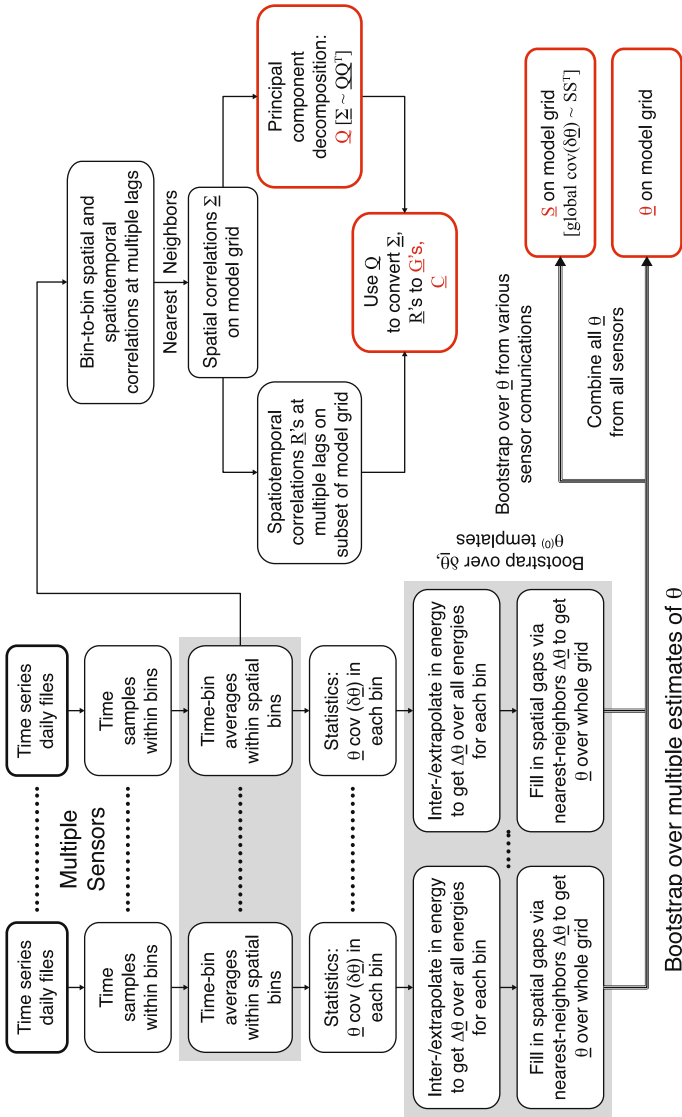 Time series
daily files
Time
samples
within bins
Time-bin
averages
within spatial
bins
Statistics:
θ̲ cov (δθ̲) in
each bin
Inter-/extrapolate in energy
to get Δθ̲ over all energies
for each bin
Fill in spatial gaps via
nearest-neighbors Δθ̲ to get
θ̲ over whole grid
Multiple
Sensors
Time series
daily files
Time
samples
within bins
Time-bin
averages
within spatial
bins
Statistics:
θ̲ cov (δθ̲) in
each bin
Inter-/extrapolate in energy
to get Δθ̲ over all energies
for each bin
Fill in spatial gaps via
nearest-neighbors Δθ̲ to get
θ̲ over whole grid
Bootstrap over δθ̲,
θ⁽⁰⁾ templates
Bin-to-bin spatial and
spatiotemporal
correlations at multiple lags
Nearest Neighbors
Spatial correlations Σ̲
on model grid
Spatiotemporal
correlations R̲'s at
multiple lags on
subset of model grid
Principal
component
decomposition:
Q̲ [Σ̲ ~ Q̲Q̲ᵀ]
Use Q̲
to convert Σ̲,
R̲'s to G̲'s,
C̲
Bootstrap over θ̲ from various
sensor comunications
Combine all θ̲
from all sensors
S̲ on model grid
[global cov(δθ̲) ~ SSᵀ]
θ̲ on model grid
Bootstrap over multiple estimates of θ